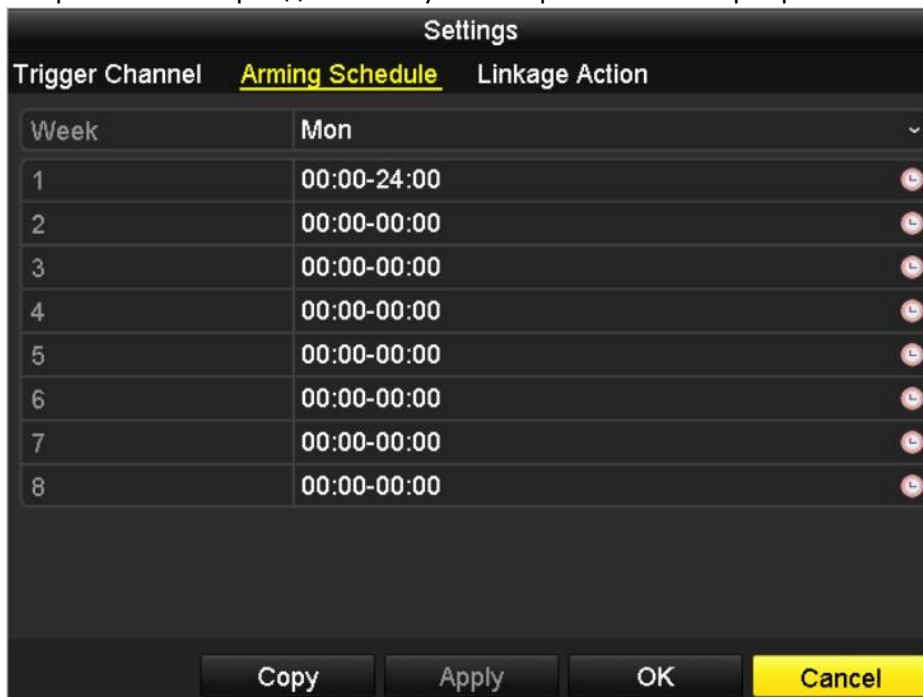 Settings
Trigger Channel Arming Schedule Linkage Action
Week Mon
1 00:00-24:00
2 00:00-00:00
3 00:00-00:00
4 00:00-00:00
5 00:00-00:00
6 00:00-00:00
7 00:00-00:00
8 00:00-00:00
Copy Apply OK Cancel